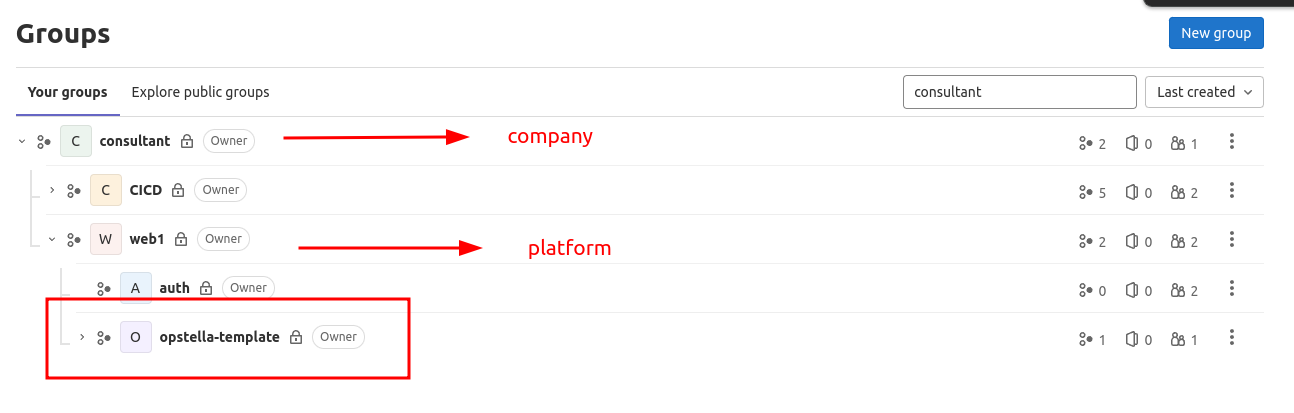 Groups
New group
Your groups Explore public groups consultant Last created
C consultant Owner company 2 0 1
C CICD Owner 5 0 2
W web1 Owner platform 2 0 2
A auth Owner 0 0 2
O opstella-template Owner 1 0 1